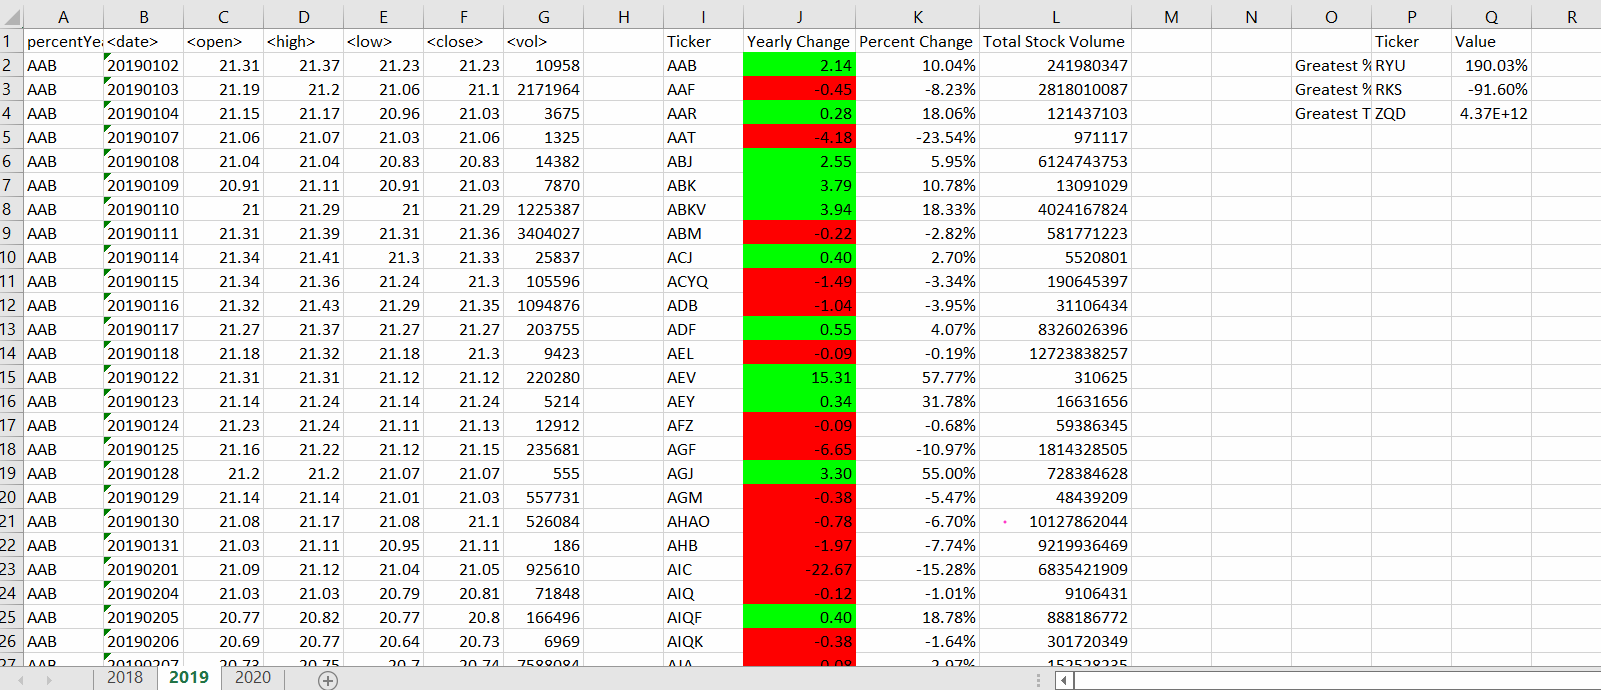 A B C D E F G H I J K L M N O P Q R
1 percentYea <date> <open> <high> <low> <close> <vol> Ticker Yearly Change Percent Change Total Stock Volume Ticker Value
2 AAB 20190102 21.31 21.37 21.23 21.23 10958 AAB 2.14 10.04% 241980347 Greatest % RYU 190.03%
3 AAB 20190103 21.19 21.2 21.06 21.1 2171964 AAF -0.45 -8.23% 2818010087 Greatest % RKS -91.60%
4 AAB 20190104 21.15 21.17 20.96 21.03 3675 AAR 0.28 18.06% 121437103 Greatest T ZQD 4.37E+12
5 AAB 20190107 21.06 21.07 21.03 21.06 1325 AAT -4.18 -23.54% 971117
6 AAB 20190108 21.04 21.04 20.83 20.83 14382 ABJ 2.55 5.95% 6124743753
7 AAB 20190109 20.91 21.11 20.91 21.03 7870 ABK 3.79 10.78% 13091029
8 AAB 20190110 21 21.29 21 21.29 1225387 ABKV 3.94 18.33% 4024167824
9 AAB 20190111 21.31 21.39 21.31 21.36 3404027 ABM -0.22 -2.82% 581771223
10 AAB 20190114 21.34 21.41 21.3 21.33 25837 ACJ 0.40 2.70% 5520801
11 AAB 20190115 21.34 21.36 21.24 21.3 105596 ACYQ -1.49 -3.34% 190645397
12 AAB 20190116 21.32 21.43 21.29 21.35 1094876 ADB -1.04 -3.95% 31106434
13 AAB 20190117 21.27 21.37 21.27 21.27 203755 ADF 0.55 4.07% 8326026396
14 AAB 20190118 21.18 21.32 21.18 21.3 9423 AEL -0.09 -0.19% 12723838257
15 AAB 20190122 21.31 21.31 21.12 21.12 220280 AEV 15.31 57.77% 310625
16 AAB 20190123 21.14 21.24 21.14 21.24 5214 AEY 0.34 31.78% 16631656
17 AAB 20190124 21.23 21.24 21.11 21.13 12912 AFZ -0.09 -0.68% 59386345
18 AAB 20190125 21.16 21.22 21.12 21.15 235681 AGF -6.65 -10.97% 1814328505
19 AAB 20190128 21.2 21.2 21.07 21.07 555 AGJ 3.30 55.00% 728384628
20 AAB 20190129 21.14 21.14 21.01 21.03 557731 AGM -0.38 -5.47% 48439209
21 AAB 20190130 21.08 21.17 21.08 21.1 526084 AHAO -0.78 -6.70% 10127862044
22 AAB 20190131 21.03 21.11 20.95 21.11 186 AHB -1.97 -7.74% 9219936469
23 AAB 20190201 21.09 21.12 21.04 21.05 925610 AIC -22.67 -15.28% 6835421909
24 AAB 20190204 21.03 21.03 20.79 20.81 71848 AIQ -0.12 -1.01% 9106431
25 AAB 20190205 20.77 20.82 20.77 20.8 166496 AIQF 0.40 18.78% 888186772
26 AAB 20190206 20.69 20.77 20.64 20.73 6969 AIQK -0.38 -1.64% 301720349
27 AAB 20190207 20.73 20.75 20.7 20.74 7588084
2018 2019 2020